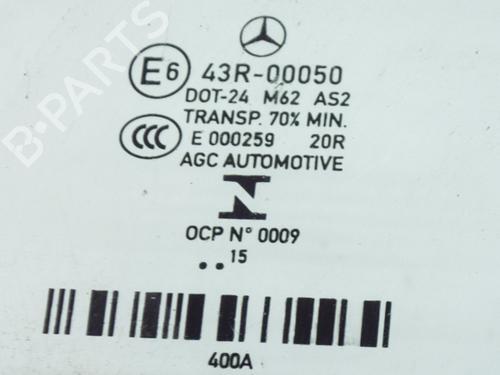 B-PARTS
E6 43R-00050
DOT-24 M62 AS2
TRANSP. 70% MIN.
CCC E 000259 20R
AGC AUTOMOTIVE
N
OCP N° 0009
.. 15
400A